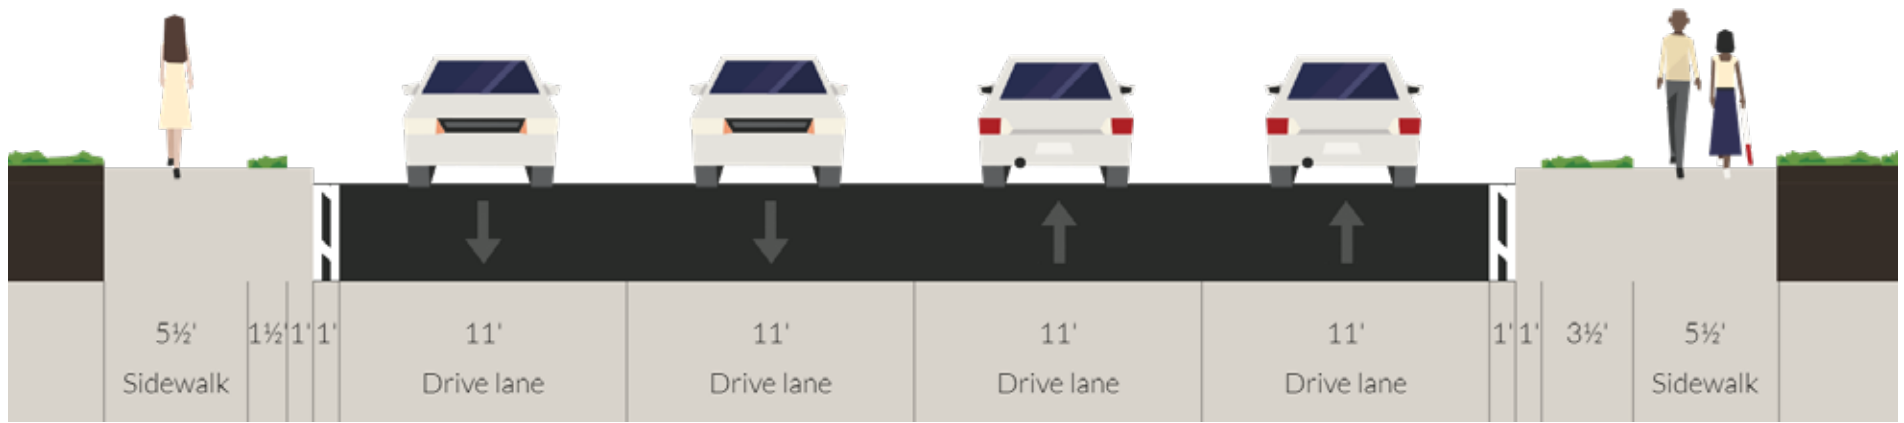 5½' 1½' 1' 1' 11' 11' 11' 11' 1' 1' 3½' 5½'
Sidewalk Drive lane Drive lane Drive lane Drive lane Sidewalk